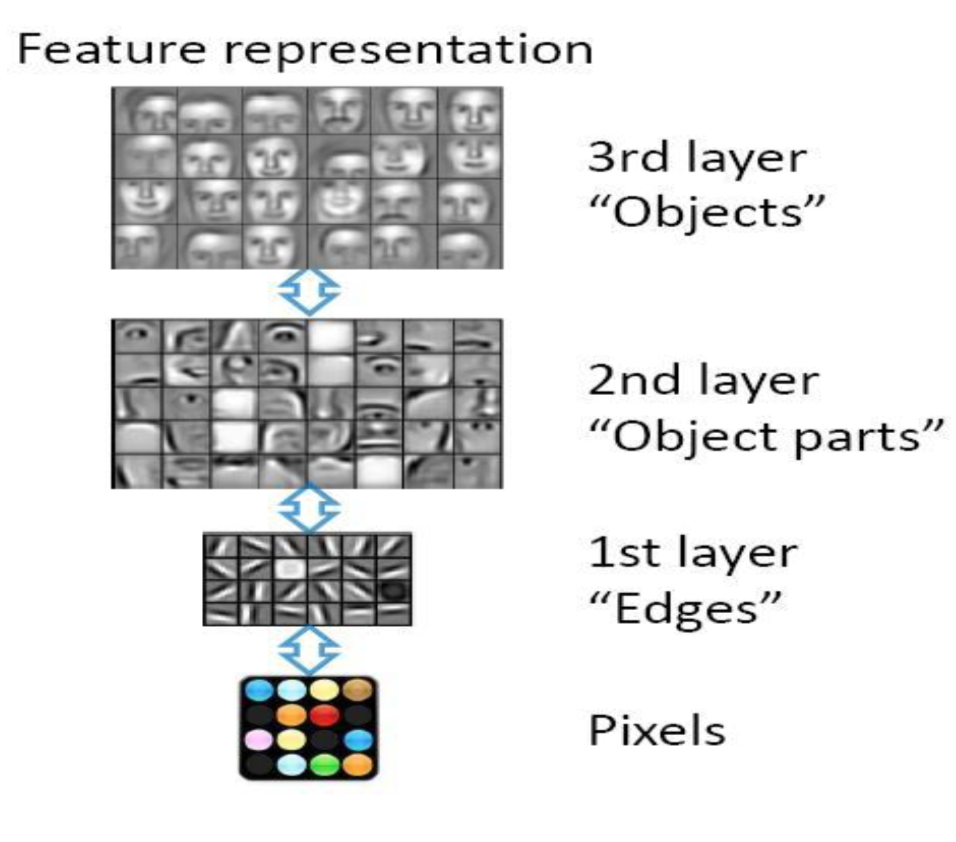 Feature representation
3rd layer
“Objects”
2nd layer
“Object parts”
1st layer
“Edges”
Pixels